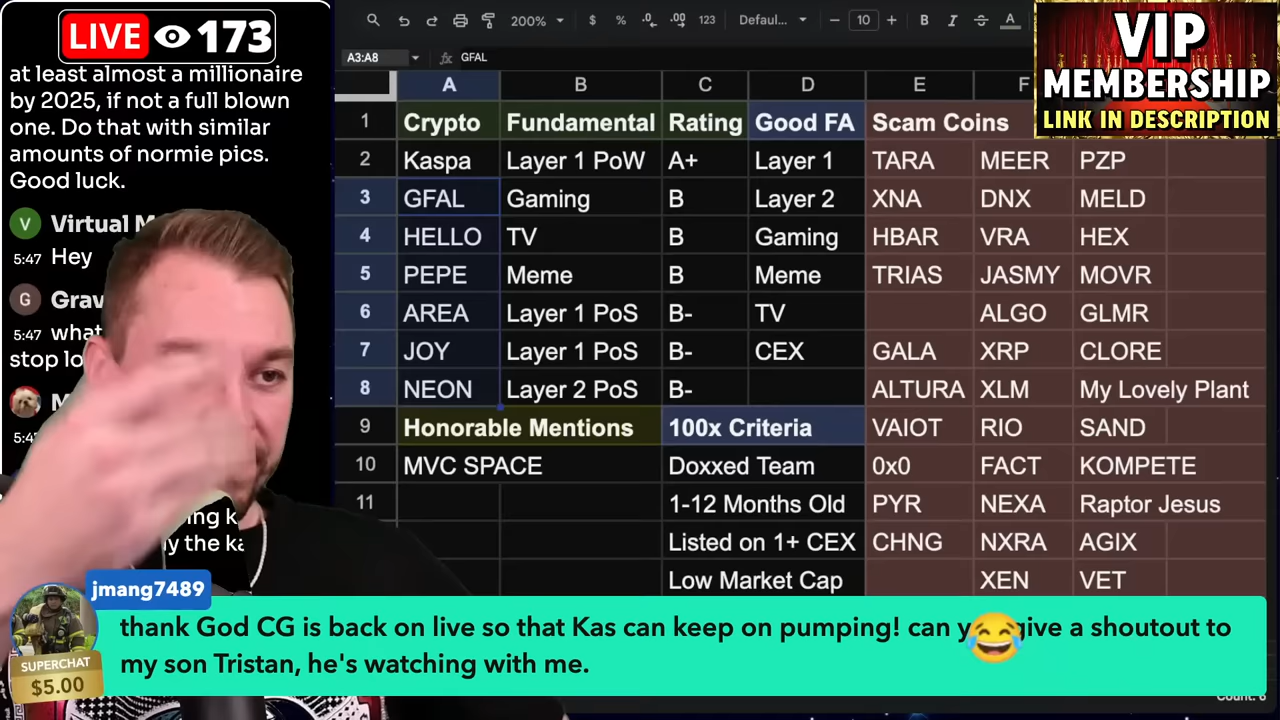 LIVE 173
at least almost a millionaire
by 2025, if not a full blown
one. Do that with similar
amounts of normie pics.
Good luck.
V Virtual
5:47 Hey
G
5:47 what
200% $ % .0 .00 123 Defaul... 10 B I A
A3:A8 fx GFAL
A B C D E F
1 Crypto Fundamental Rating Good FA Scam Coins
2 Kaspa Layer 1 PoW A+ Layer 1 TARA MEER PZP
3 GFAL Gaming B Layer 2 XNA DNX MELD
4 HELLO TV B Gaming HBAR VRA HEX
5 PEPE Meme B Meme TRIAS JASMY MOVR
6 AREA Layer 1 PoS B- TV ALGO GLMR
7 JOY Layer 1 PoS B- CEX GALA XRP CLORE
8 NEON Layer 2 PoS B- ALTURA XLM My Lovely Plant
9 Honorable Mentions 100x Criteria VAIOT RIO SAND
10 MVC SPACE Doxxed Team 0x0 FACT KOMPETE
11 1-12 Months Old PYR NEXA Raptor Jesus
Listed on 1+ CEX CHNG NXRA AGIX
Low Market Cap XEN VET
VIP
MEMBERSHIP
LINK IN DESCRIPTION
jmang7489
thank God CG is back on live so that Kas can keep on pumping! can give a shoutout to
my son Tristan, he's watching with me.
SUPERCHAT
$5.00